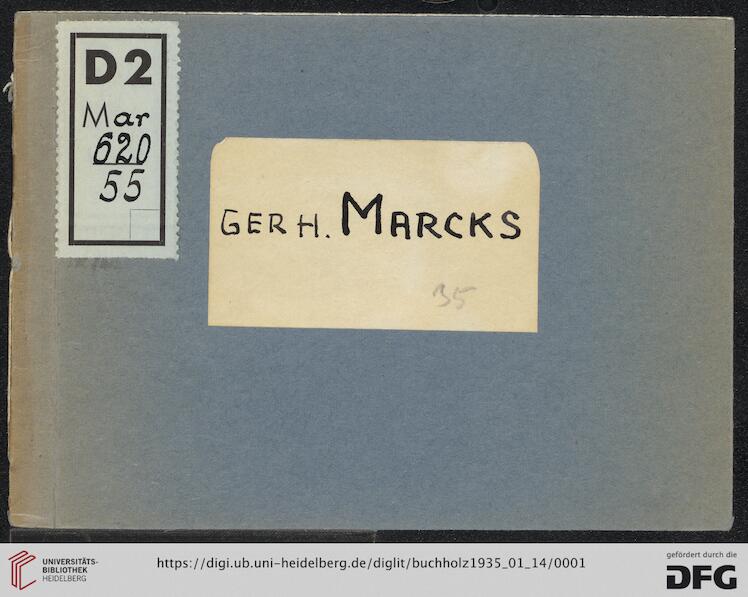 D2
Mar
620
55
GERH. MARCKS
35
UNIVERSITÄTS-
BIBLIOTHEK
HEIDELBERG
https://digi.ub.uni-heidelberg.de/diglit/buchholz1935_01_14/0001
gefördert durch die
DFG